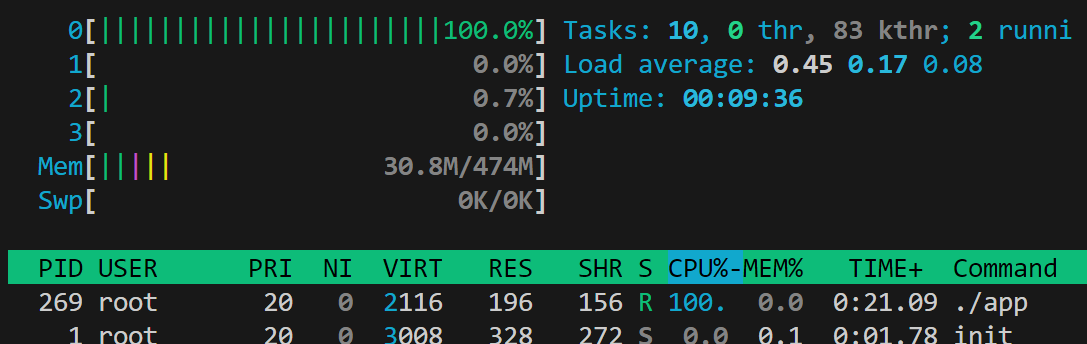 0[||||||||||||||||||||||||100.0%] Tasks: 10, 0 thr, 83 kthr; 2 runni
1[ 0.0%] Load average: 0.45 0.17 0.08
2[| 0.7%] Uptime: 00:09:36
3[ 0.0%]
Mem[||||| 30.8M/474M]
Swp[ 0K/0K]
PID USER PRI NI VIRT RES SHR S CPU%-MEM% TIME+ Command
269 root 20 0 2116 196 156 R 100. 0.0 0:21.09 ./app
1 root 20 0 3008 328 272 S 0.0 0.1 0:01.78 init